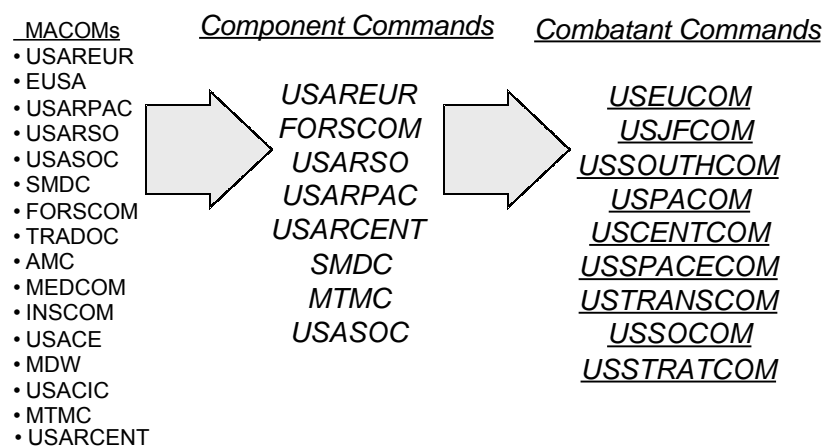 MACOMs
• USAREUR
• EUSA
• USARPAC
• USARSO
• USASOC
• SMDC
• FORSCOM
• TRADOC
• AMC
• MEDCOM
• INSCOM
• USACE
• MDW
• USACIC
• MTMC
• USARCENT
Component Commands
USAREUR
FORSCOM
USARSO
USARPAC
USARCENT
SMDC
MTMC
USASOC
Combatant Commands
USEUCOM
USJFCOM
USSOUTHCOM
USPACOM
USCENTCOM
USSPACECOM
USTRANSCOM
USSOCOM
USSTRATCOM